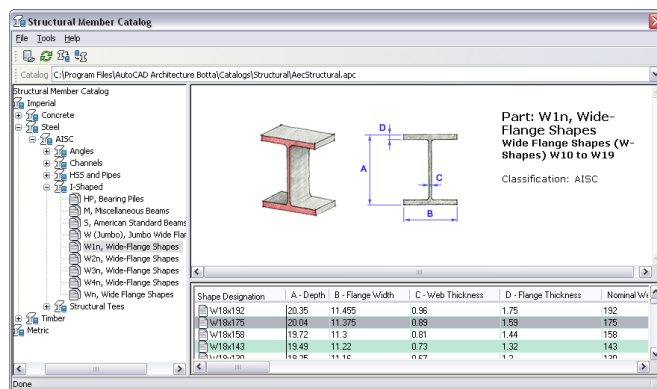 Structural Member Catalog
File Tools Help
Catalog C:\Program Files\AutoCAD Architecture Botta\Catalogs\Structural\AecStructural.apc
Structural Member Catalog
Imperial
Concrete
Steel
AISC
Angles
Channels
HSS and Pipes
I-Shaped
HP, Bearing Piles
M, Miscellaneous Beams
S, American Standard Beams
W (Jumbo), Jumbo Wide Flar
W1n, Wide-Flange Shapes
W2n, Wide-Flange Shapes
W3n, Wide-Flange Shapes
W4n, Wide-Flange Shapes
Wn, Wide Flange Shapes
Structural Tees
Timber
Metric
D
A
C
B
Part: W1n, Wide-
Flange Shapes
Wide Flange Shapes (W-
Shapes) W10 to W19
Classification: AISC
Shape Designation A - Depth B - Flange Width C - Web Thickness D - Flange Thickness Nominal We
W18x192 20.35 11.455 0.96 1.75 192
W18x175 20.04 11.375 0.89 1.59 175
W18x158 19.72 11.3 0.81 1.44 158
W18x143 19.49 11.22 0.73 1.32 143
Done